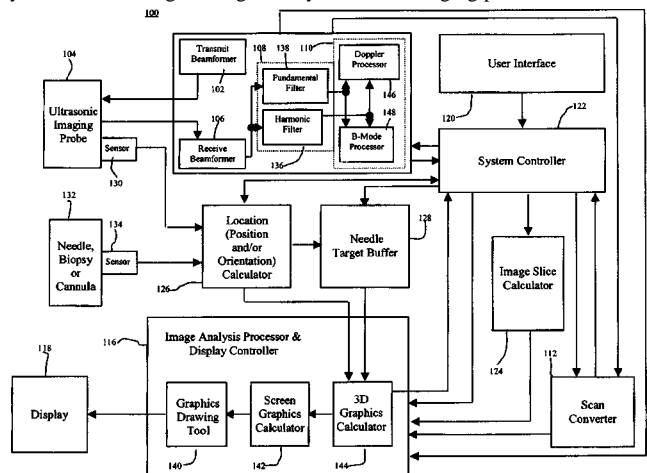 100
104
Ultrasonic
Imaging
Probe
Sensor
130
Transmit
Beamformer
102
106
Receive
Beamformer
108
138
Fundamental
Filter
Harmonic
Filter
136
110
Doppler
Processor
146
148
B-Mode
Processor
User Interface
120
122
System Controller
132
134
Needle,
Biopsy
or
Cannula
Sensor
Location
(Position
and/or
Orientation)
Calculator
126
Needle
Target Buffer
128
Image Slice
Calculator
124
112
Scan
Converter
116
Image Analysis Processor &
Display Controller
118
Display
Graphics
Drawing
Tool
140
Screen
Graphics
Calculator
142
3D
Graphics
Calculator
144